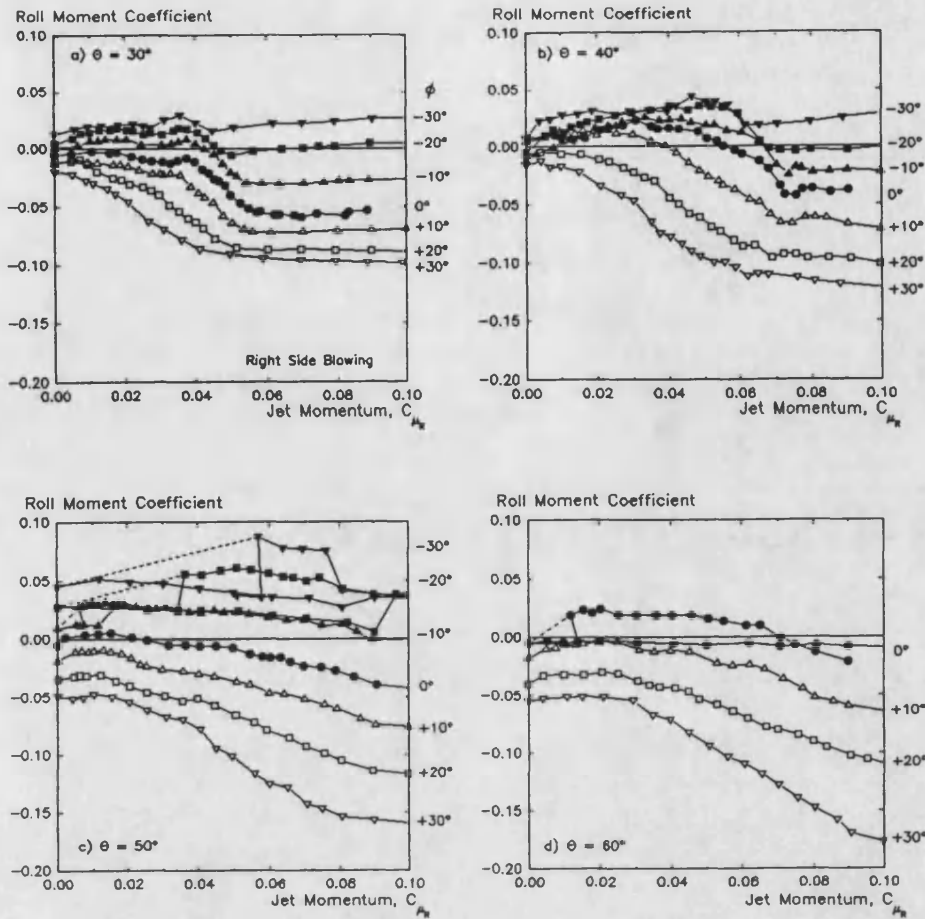 Roll Moment Coefficient
0.10
a) Θ = 30°
ϕ
0.05
−30°
−20°
0.00
−10°
−0.05
0°
+10°
+20°
−0.10
+30°
−0.15
Right Side Blowing
−0.20
0.00 0.02 0.04 0.06 0.08 0.10
Jet Momentum, C μR
Roll Moment Coefficient
0.10
b) Θ = 40°
0.05
−30°
−20°
0.00
−10°
0°
−0.05
+10°
+20°
−0.10
+30°
−0.15
−0.20
0.00 0.02 0.04 0.06 0.08 0.10
Jet Momentum, C μR
Roll Moment Coefficient
0.10
−30°
0.05
−20°
−10°
0.00
0°
−0.05
+10°
−0.10
+20°
−0.15
+30°
c) Θ = 50°
−0.20
0.00 0.02 0.04 0.06 0.08 0.10
Jet Momentum, C μR
Roll Moment Coefficient
0.10
0.05
0.00
0°
−0.05
+10°
−0.10
+20°
−0.15
+30°
d) Θ = 60°
−0.20
0.00 0.02 0.04 0.06 0.08 0.10
Jet Momentum, C μR